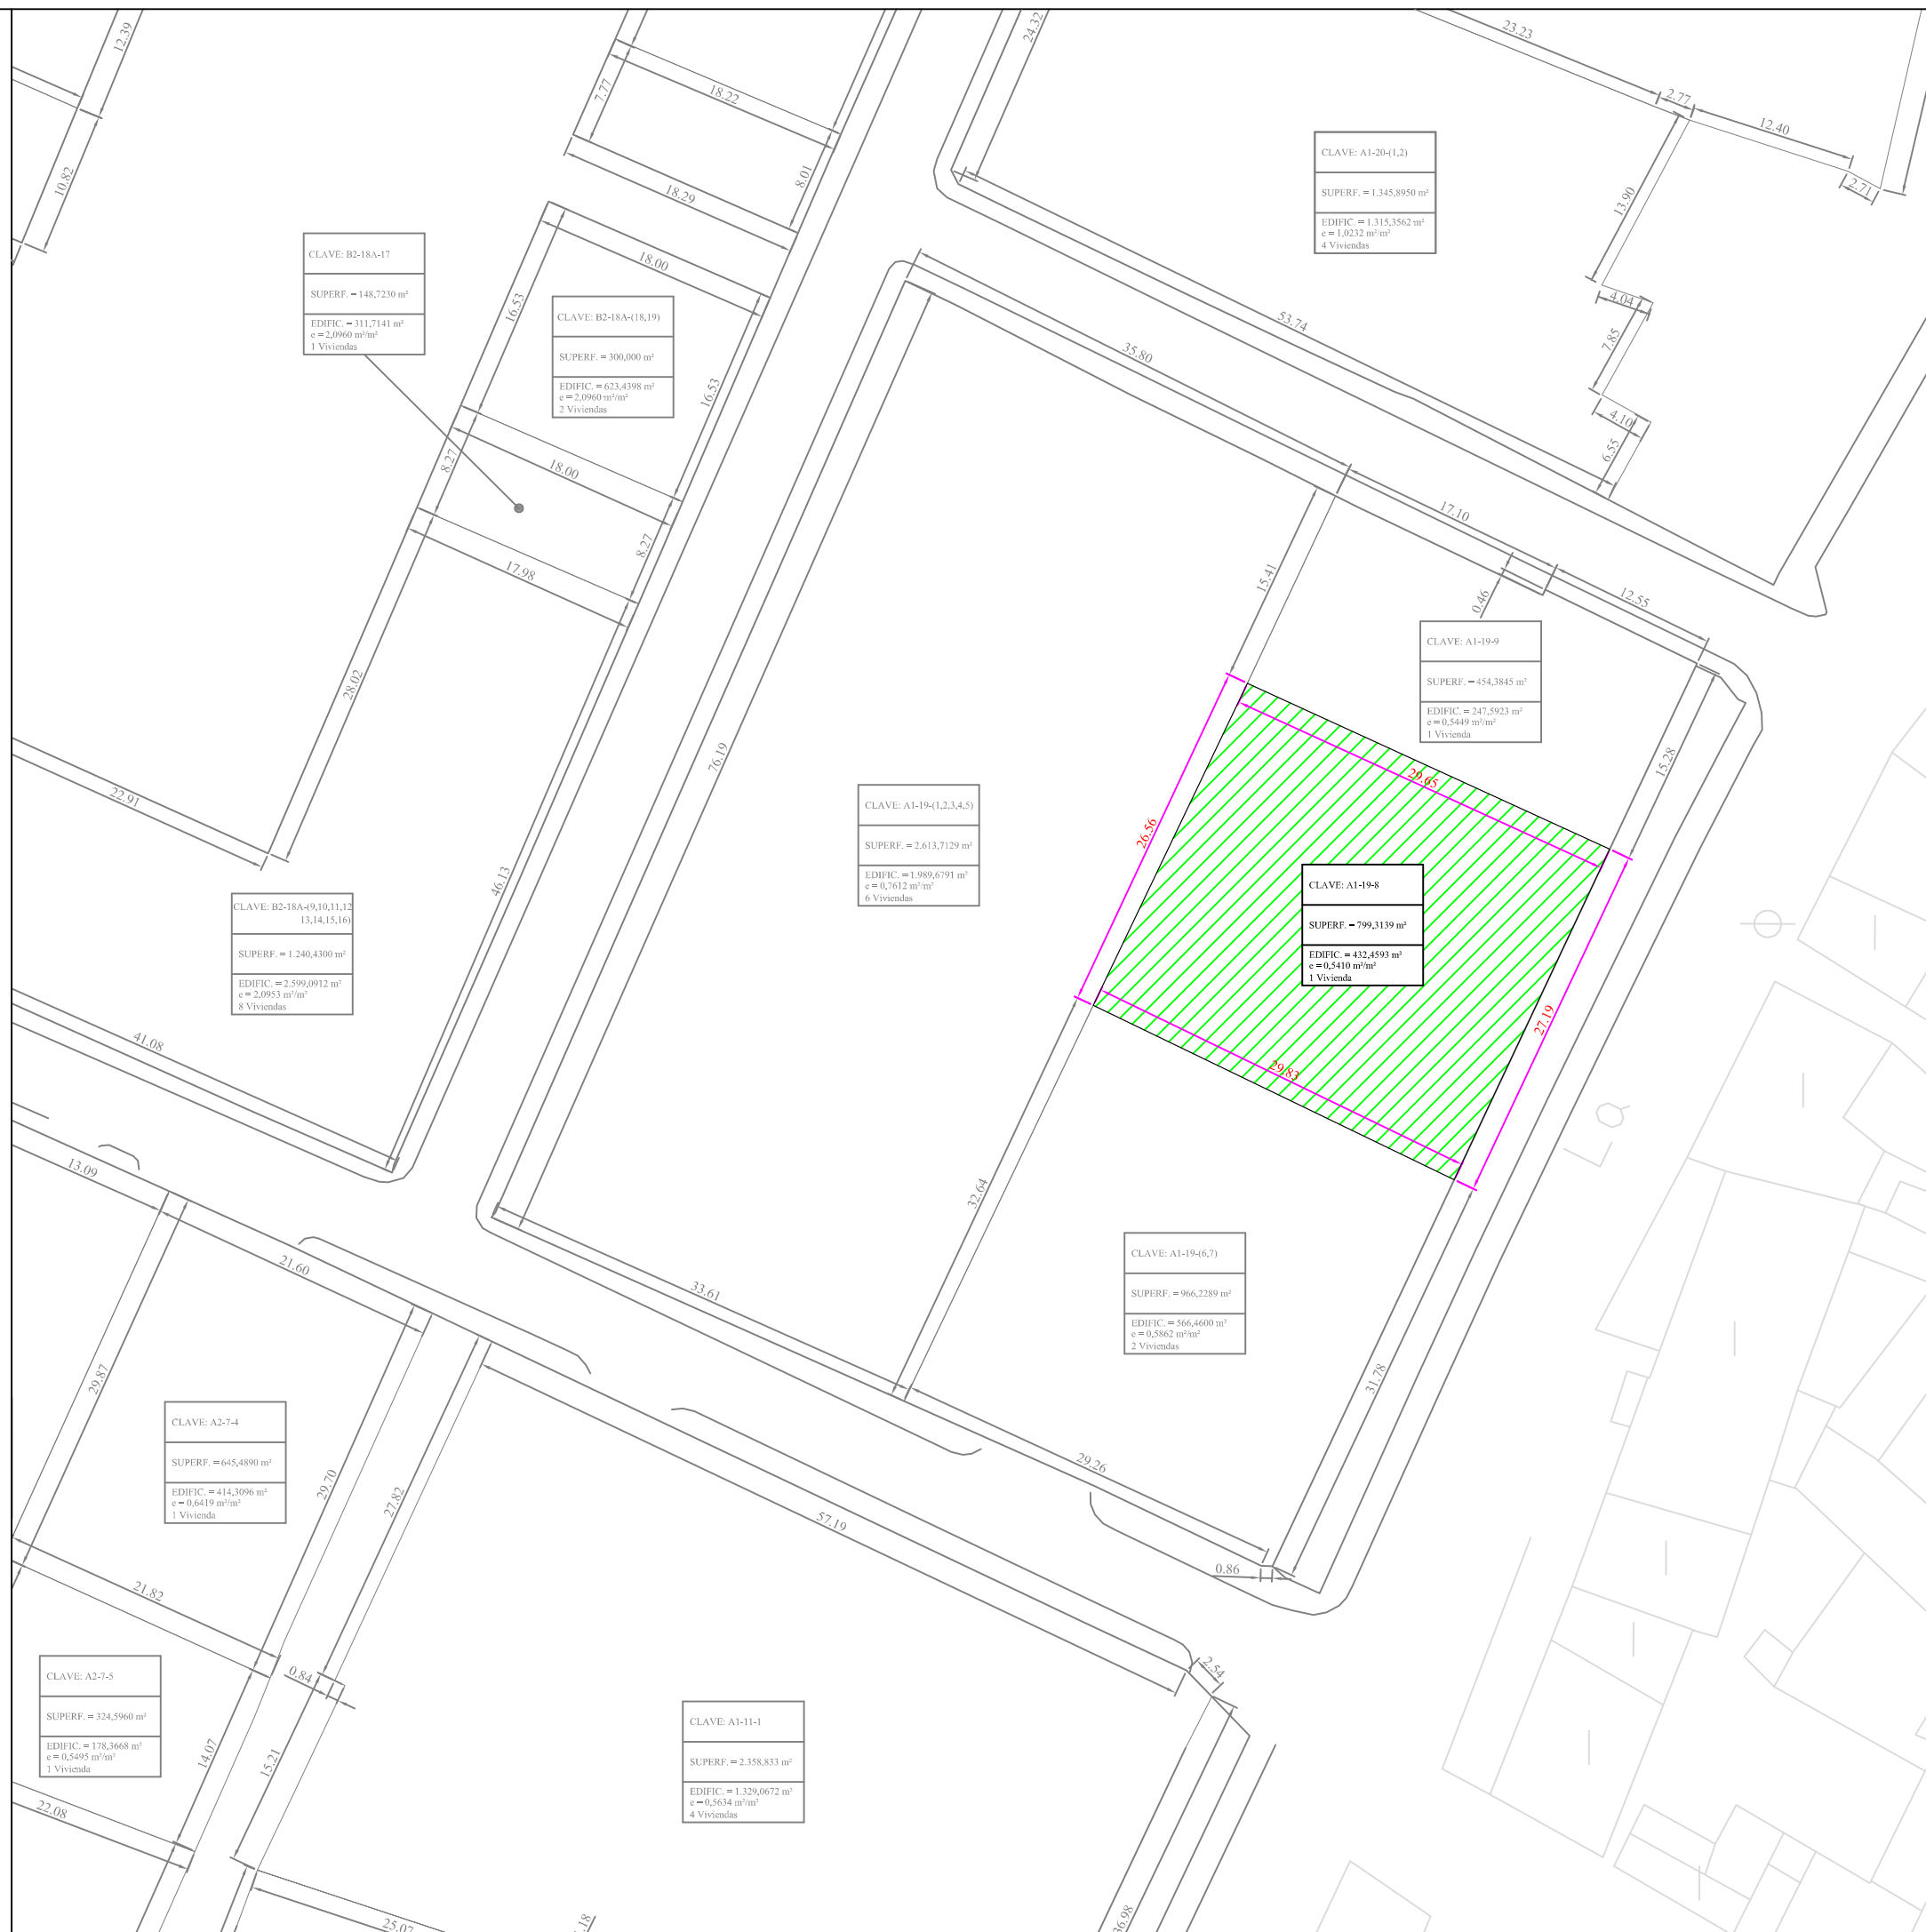 12.39
24.32
23.23
2.77
12.40
2.71
7.77
18.22
10.82
8.01
18.29
CLAVE: A1-20-(1,2)
SUPERF. = 1.345,8950 m²
EDIFIC. = 1.315,3562 m²
e = 1,0232 m²/m²
4 Viviendas
13.90
4.04
7.85
4.10
6.55
53.74
CLAVE: B2-18A-17
SUPERF. = 148,7230 m²
EDIFIC. = 311,7141 m²
e = 2,0960 m²/m²
1 Viviendas
18.00
16.53
CLAVE: B2-18A-(18,19)
SUPERF. = 300,000 m²
EDIFIC. = 623,4398 m²
e = 2,0960 m²/m²
2 Viviendas
16.53
35.80
8.27
18.00
8.27
17.98
17.10
15.41
0.46
12.55
CLAVE: A1-19-9
SUPERF. = 454,3845 m²
EDIFIC. = 247,5923 m²
e = 0,5449 m²/m²
1 Vivienda
15.28
28.02
22.91
76.19
29.65
26.56
CLAVE: A1-19-(1,2,3,4,5)
SUPERF. = 2.613,7129 m²
EDIFIC. = 1.989,6791 m²
e = 0,7612 m²/m²
6 Viviendas
CLAVE: A1-19-8
SUPERF. = 799,3139 m²
EDIFIC. = 432,4593 m²
e = 0,5410 m²/m²
1 Vivienda
46.13
CLAVE: B2-18A-(9,10,11,12
13,14,15,16)
SUPERF. = 1.240,4300 m²
EDIFIC. = 2.599,0912 m²
e = 2,0953 m²/m²
8 Viviendas
27.19
29.83
41.08
13.09
32.64
21.60
33.61
CLAVE: A1-19-(6,7)
SUPERF. = 966,2289 m²
EDIFIC. = 566,4600 m²
e = 0,5862 m²/m²
2 Viviendas
29.87
31.78
CLAVE: A2-7-4
SUPERF. = 645,4890 m²
EDIFIC. = 414,3096 m²
e = 0,6419 m²/m²
1 Vivienda
29.70
27.82
29.26
57.19
0.86
21.82
0.84
2.54
CLAVE: A2-7-5
SUPERF. = 324,5960 m²
EDIFIC. = 178,3668 m²
e = 0,5495 m²/m²
1 Vivienda
14.07
15.21
CLAVE: A1-11-1
SUPERF. = 2.358,833 m²
EDIFIC. = 1.329,0672 m²
e = 0,5634 m²/m²
4 Viviendas
22.08
25.07
36.98